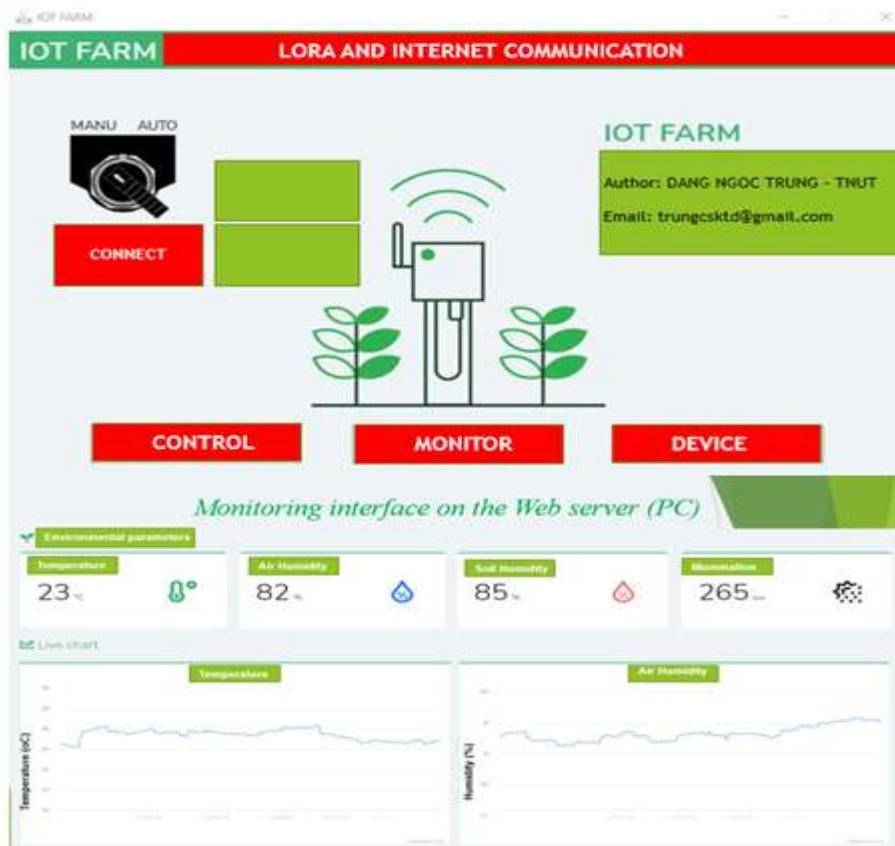 IOT FARM
IOT FARM
LORA AND INTERNET COMMUNICATION
MANU AUTO
CONNECT
IOT FARM
Author: DANG NGOC TRUNG - TNUT
Email: trungcsktd@gmail.com
CONTROL
MONITOR
DEVICE
Monitoring interface on the Web server (PC)
Environmental parameters
Temperature
23
Air Humidity
82
Soil Humidity
85
Illumination
265
Live chart
Temperature
Temperature (oC)
Air Humidity
Humidity (%)